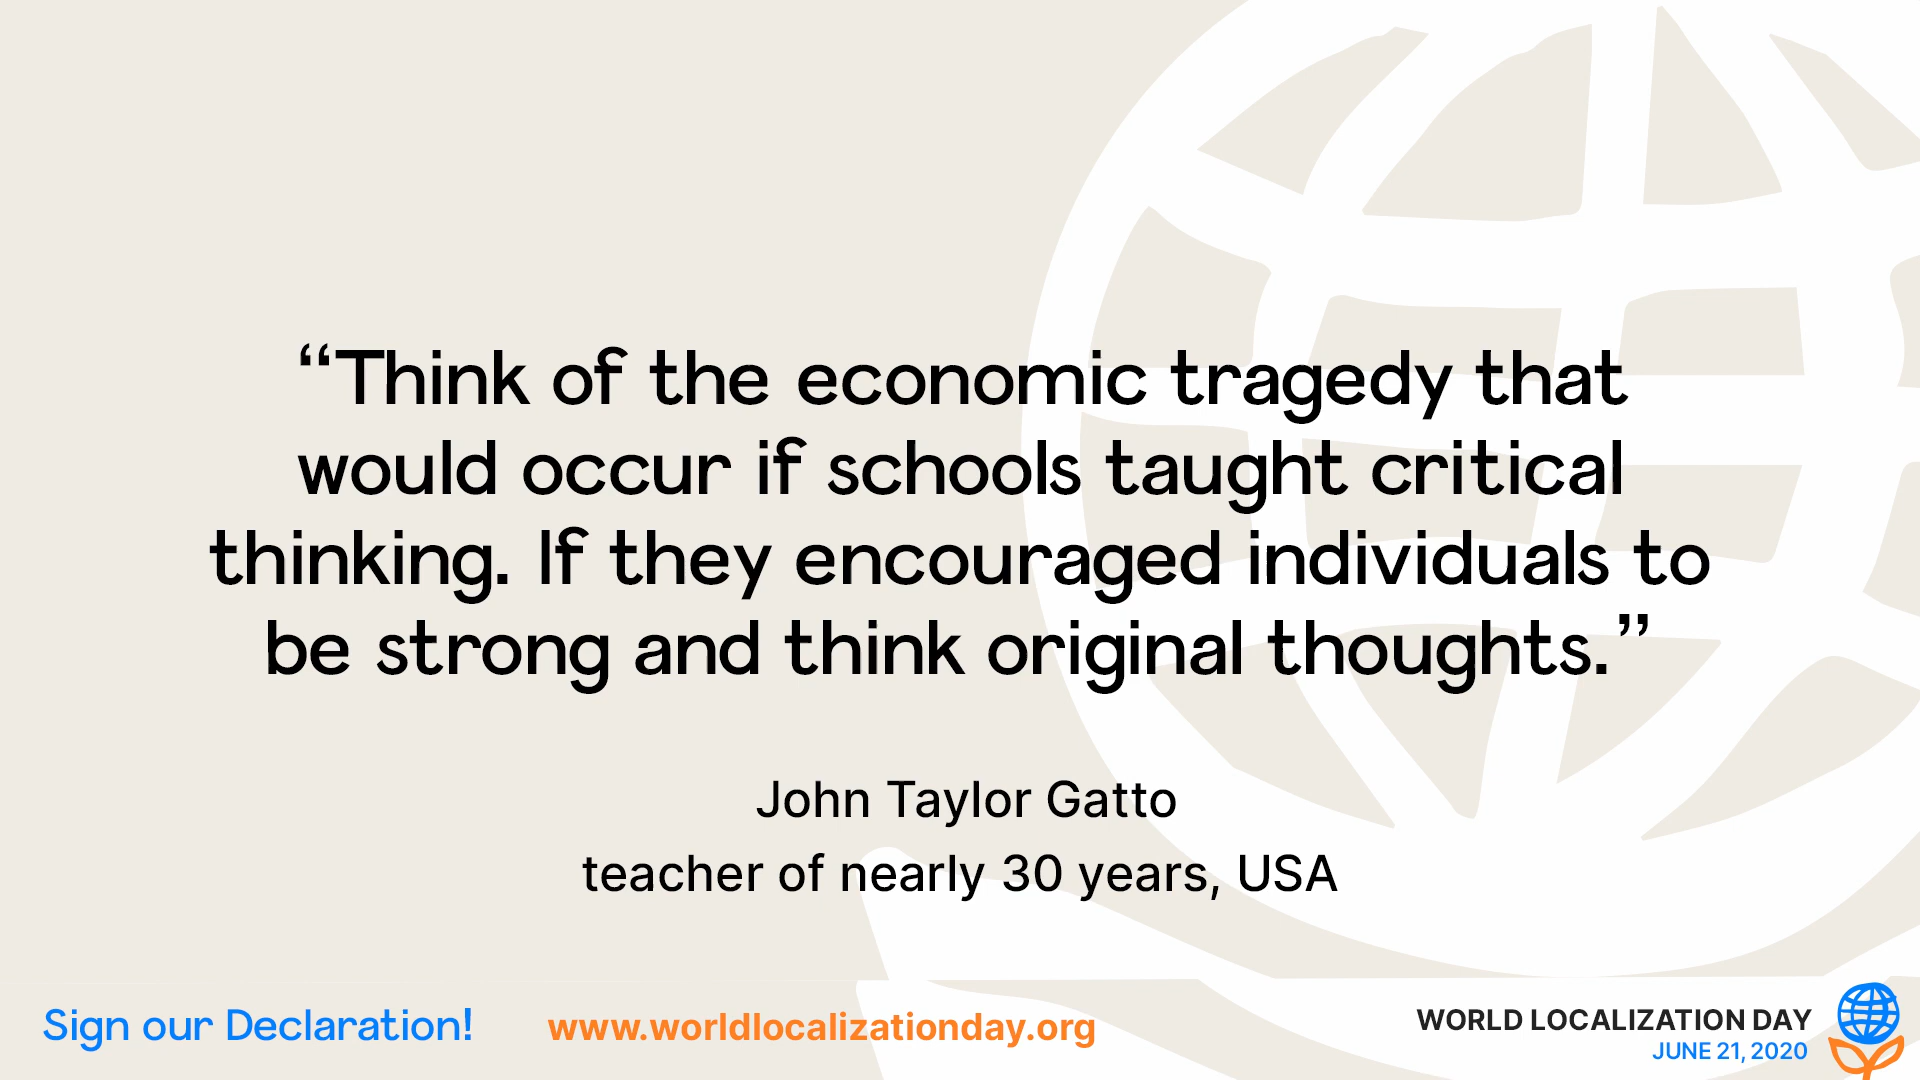 “Think of the economic tragedy that
would occur if schools taught critical
thinking. If they encouraged individuals to
be strong and think original thoughts.”
John Taylor Gatto
teacher of nearly 30 years, USA
Sign our Declaration!
www.worldlocalizationday.org
WORLD LOCALIZATION DAY
JUNE 21, 2020